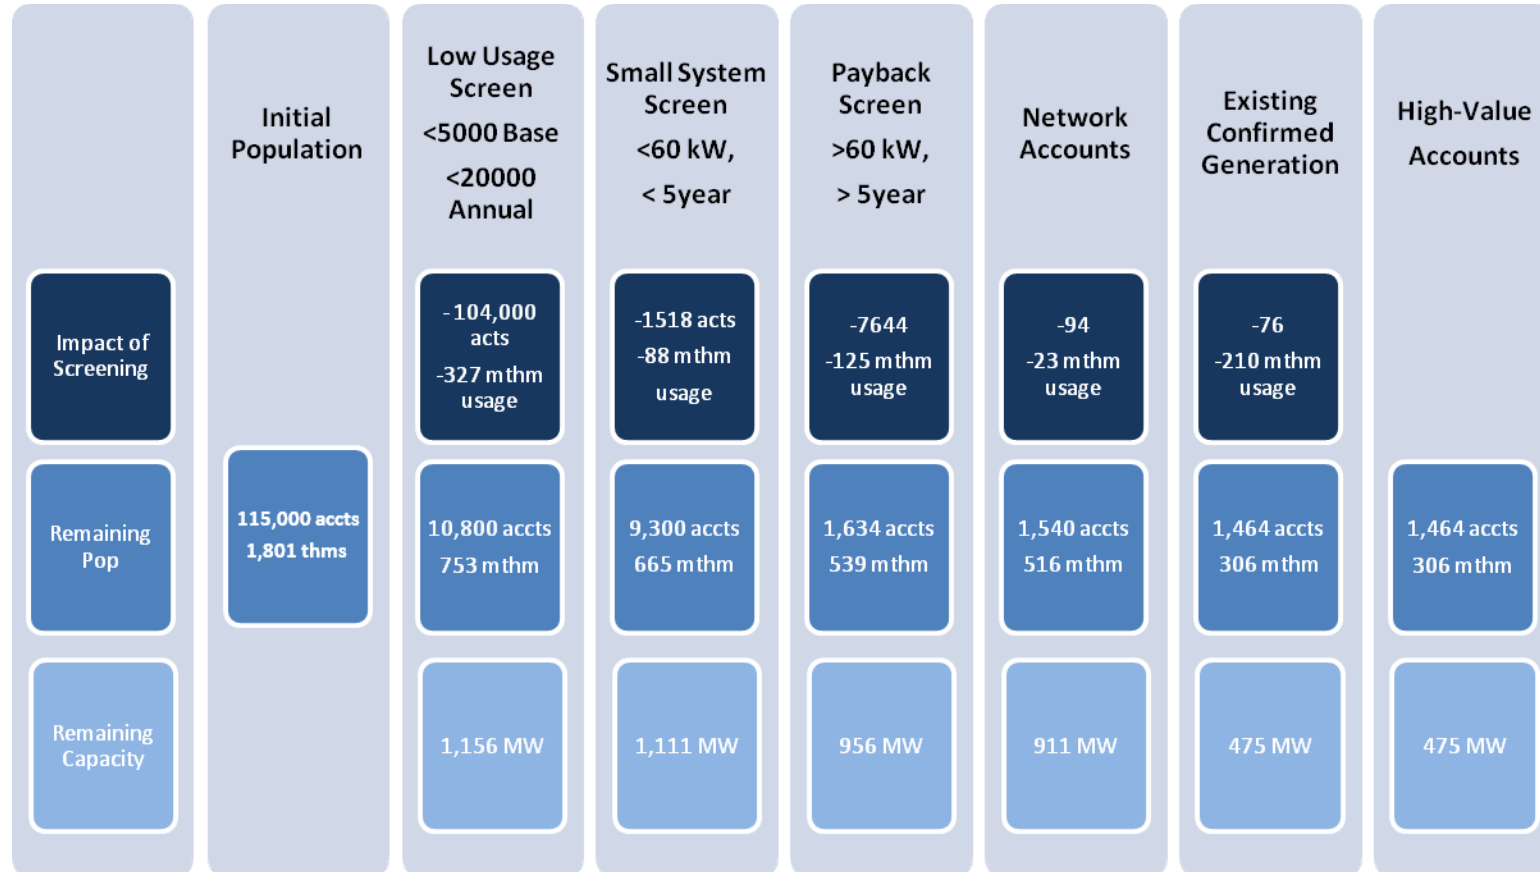 Initial
Population
Low Usage
Screen
<5000 Base
<20000
Annual
Small System
Screen
<60 kW,
< 5year
Payback
Screen
>60 kW,
> 5year
Network
Accounts
Existing
Confirmed
Generation
High-Value
Accounts
Impact of
Screening
- 104,000
acts
-327 mthm
usage
-1518 acts
-88 mthm
usage
-7644
-125 mthm
usage
-94
-23 mthm
usage
-76
-210 mthm
usage
Remaining
Pop
115,000 accts
1,801 thms
10,800 accts
753 mthm
9,300 accts
665 mthm
1,634 accts
539 mthm
1,540 accts
516 mthm
1,464 accts
306 mthm
1,464 accts
306 mthm
Remaining
Capacity
1,156 MW
1,111 MW
956 MW
911 MW
475 MW
475 MW